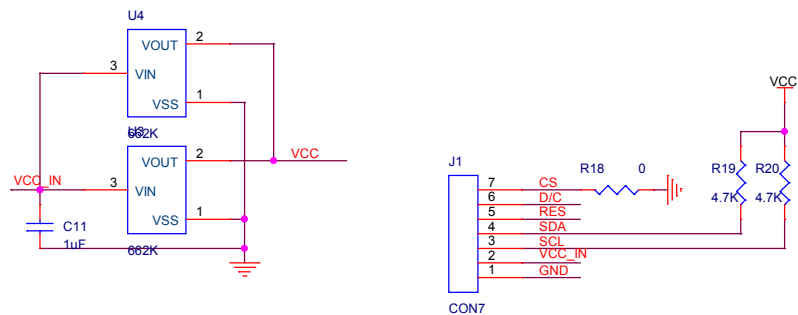 U4
VOUT 2
3 VIN
VSS 1
662K
U3
VOUT 2
VCC
VCC_IN 3 VIN
VSS 1
C11
1uF
662K
VCC
J1
R18 0
R19 R20
4.7K 4.7K
7 CS
6 D/C
5 RES
4 SDA
3 SCL
2 VCC_IN
1 GND
CON7